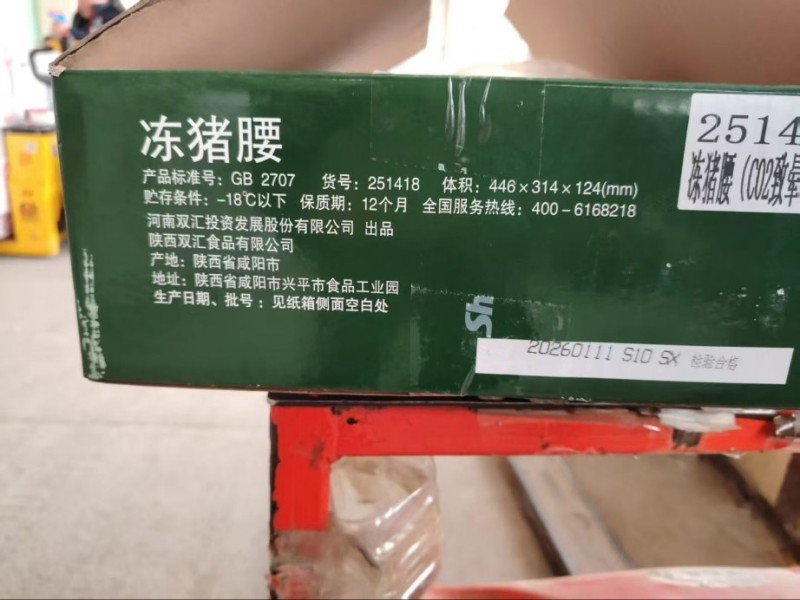 冻猪腰
产品标准号：GB 2707 货号：251418 体积：446×314×124(mm)
贮存条件：-18℃以下 保质期：12个月 全国服务热线：400-6168218
河南双汇投资发展股份有限公司 出品
陕西双汇食品有限公司
产地：陕西省咸阳市
地址：陕西省咸阳市兴平市食品工业园
生产日期、批号：见纸箱侧面空白处
2514
冻猪腰(CO2致晕
Sh
20260111 S10 SX 检验合格